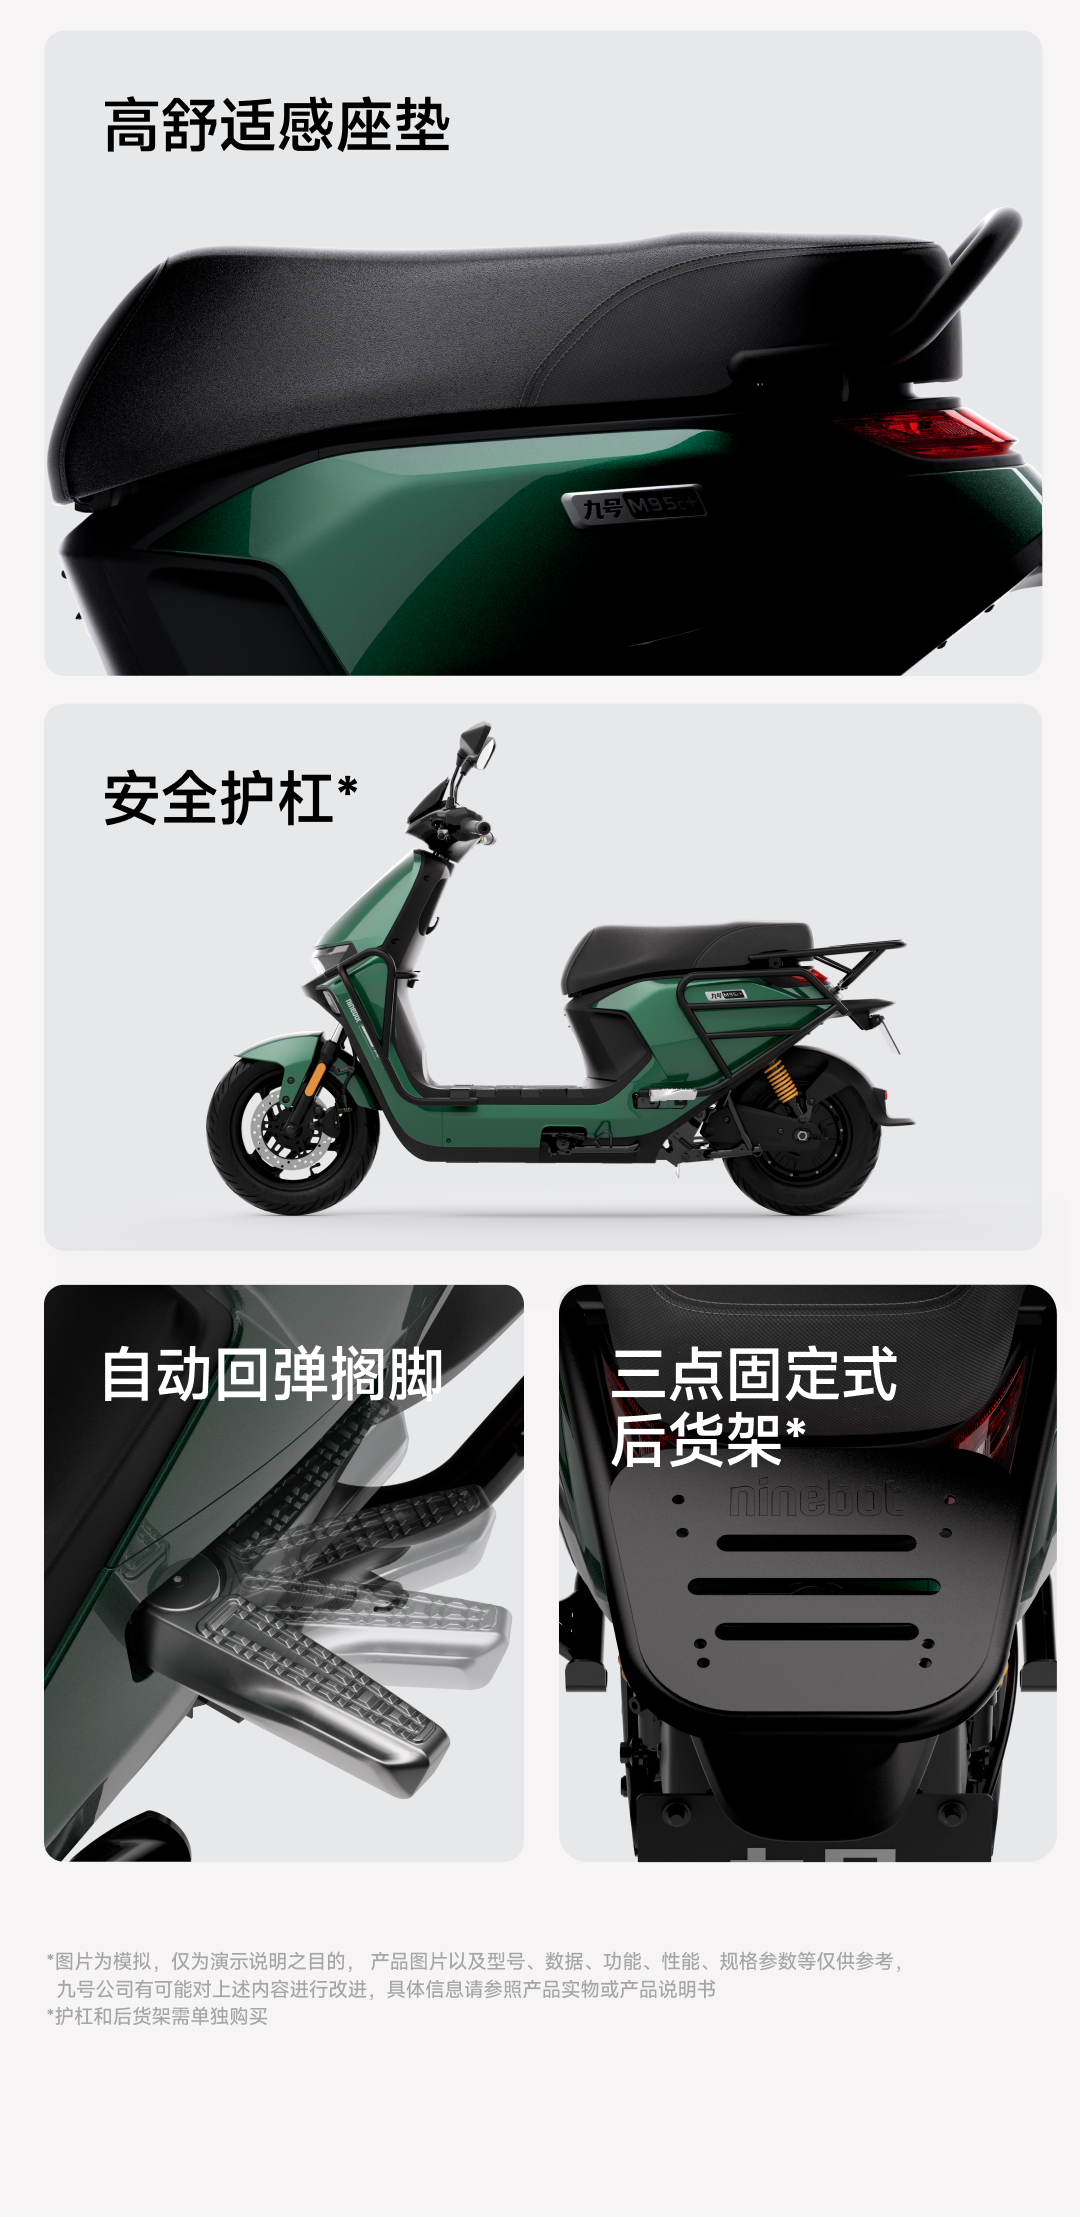 高舒适感座垫
九号 M95c+
安全护杠*
ninebot
九号 M95c+
自动回弹搁脚
三点固定式
后货架*
ninebot
*图片为模拟，仅为演示说明之目的， 产品图片以及型号、数据、功能、性能、规格参数等仅供参考，
九号公司有可能对上述内容进行改进，具体信息请参照产品实物或产品说明书
*护杠和后货架需单独购买